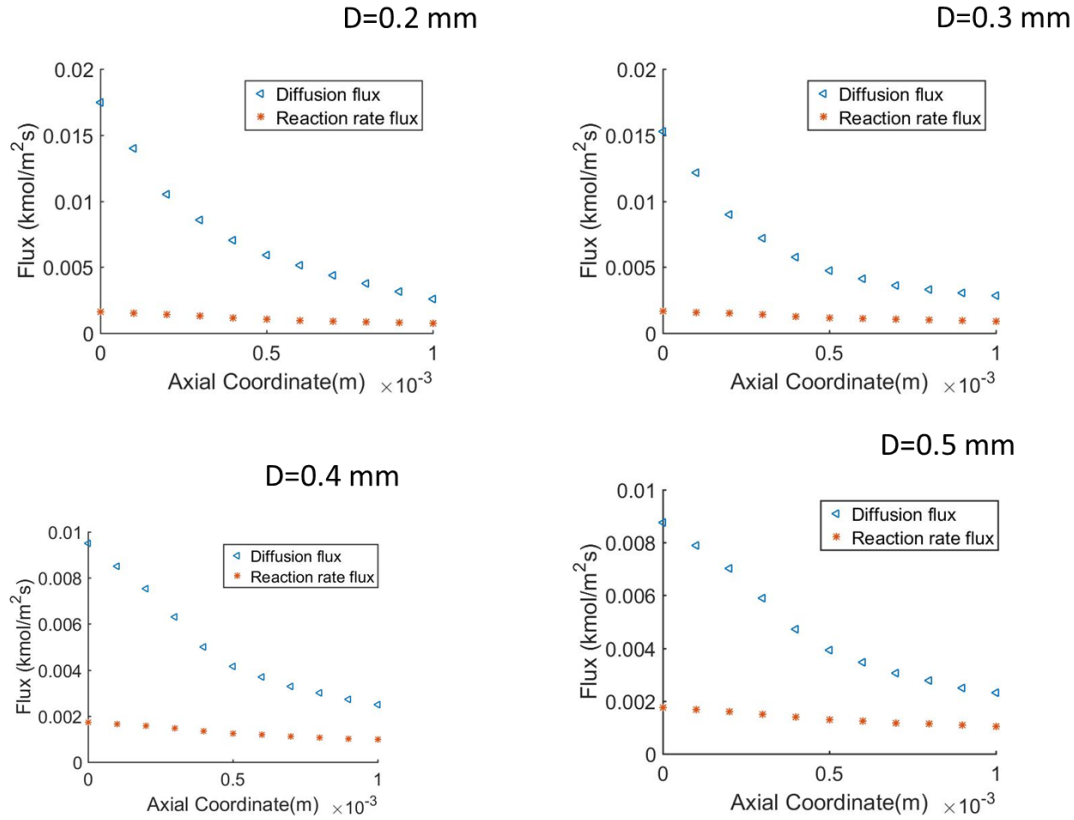 D=0.2 mm
0.02
0.015
0.01
0.005
0
Flux (kmol/m²s)
Diffusion flux
Reaction rate flux
0
0.5
1
Axial Coordinate(m)
×10⁻³
D=0.3 mm
0.02
0.015
0.01
0.005
0
Flux (kmol/m²s)
Diffusion flux
Reaction rate flux
0
0.5
1
Axial Coordinate(m)
×10⁻³
D=0.4 mm
0.01
0.008
0.006
0.004
0.002
0
Flux (kmol/m²s)
Diffusion flux
Reaction rate flux
0
0.5
1
Axial Coordinate(m)
×10⁻³
D=0.5 mm
0.01
0.008
0.006
0.004
0.002
0
Flux (kmol/m²s)
Diffusion flux
Reaction rate flux
0
0.5
1
Axial Coordinate(m)
×10⁻³